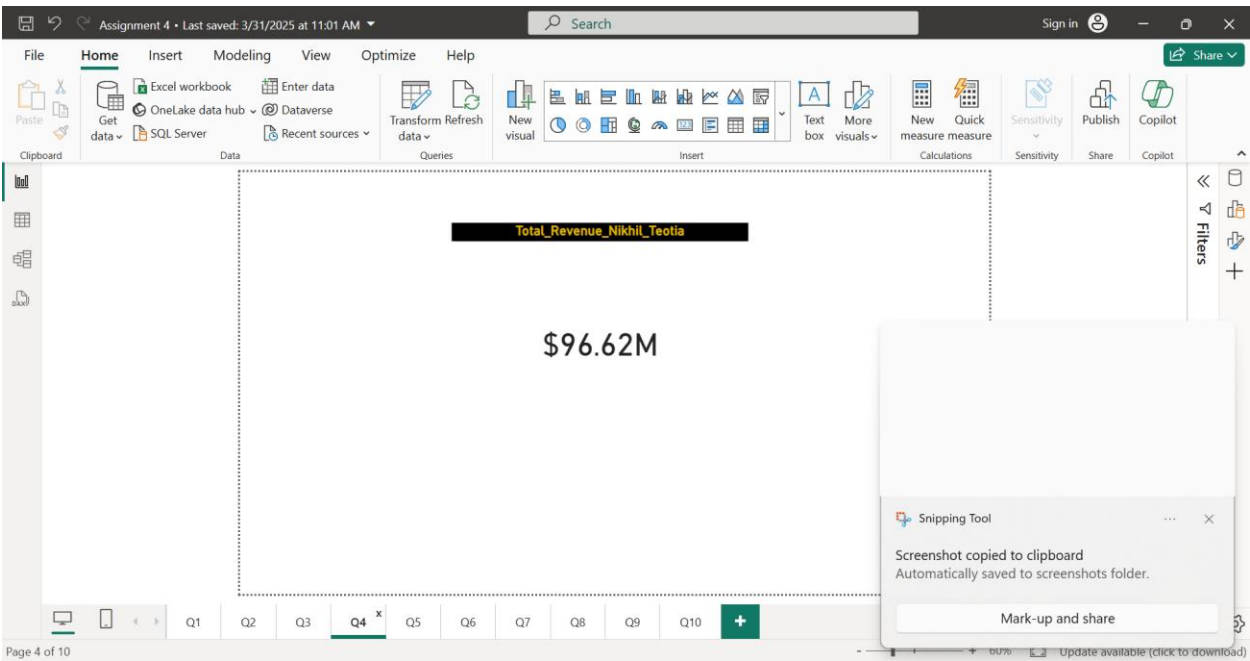 Assignment 4 • Last saved: 3/31/2025 at 11:01 AM
Search
Sign in
File Home Insert Modeling View Optimize Help
Share
Paste
Get data
Excel workbook
OneLake data hub
SQL Server
Enter data
Dataverse
Recent sources
Transform data
Refresh
New visual
Text box
More visuals
New measure
Quick measure
Sensitivity
Publish
Copilot
Clipboard Data Queries Insert Calculations Sensitivity Share Copilot
Filters
Total_Revenue_Nikhil_Teotia
$96.62M
Snipping Tool
Screenshot copied to clipboard
Automatically saved to screenshots folder.
Mark-up and share
Q1 Q2 Q3 Q4 Q5 Q6 Q7 Q8 Q9 Q10
Page 4 of 10
60%
Update available (click to download)